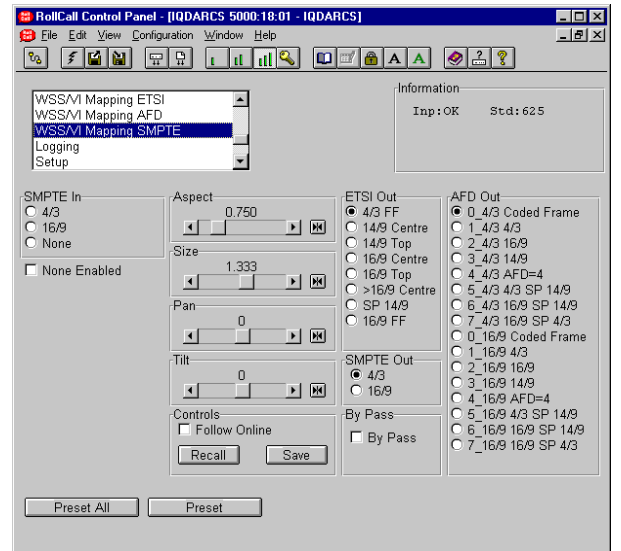 RollCall Control Panel - [IQDARCS 5000:18:01 - IQDARCS]
File Edit View Configuration Window Help
A A
WSS/VI Mapping ETSI
WSS/VI Mapping AFD
WSS/VI Mapping SMPTE
Logging
Setup
Information
Inp:OK Std:625
SMPTE In
4/3
16/9
None
None Enabled
Aspect
0.750
Size
1.333
Pan
0
Tilt
0
Controls
Follow Online
Recall Save
ETSI Out
4/3 FF
14/9 Centre
14/9 Top
16/9 Centre
16/9 Top
>16/9 Centre
SP 14/9
16/9 FF
SMPTE Out
4/3
16/9
By Pass
By Pass
AFD Out
0_4/3 Coded Frame
1_4/3 4/3
2_4/3 16/9
3_4/3 14/9
4_4/3 AFD=4
5_4/3 4/3 SP 14/9
6_4/3 16/9 SP 14/9
7_4/3 16/9 SP 4/3
0_16/9 Coded Frame
1_16/9 4/3
2_16/9 16/9
3_16/9 14/9
4_16/9 AFD=4
5_16/9 4/3 SP 14/9
6_16/9 16/9 SP 14/9
7_16/9 16/9 SP 4/3
Preset All Preset